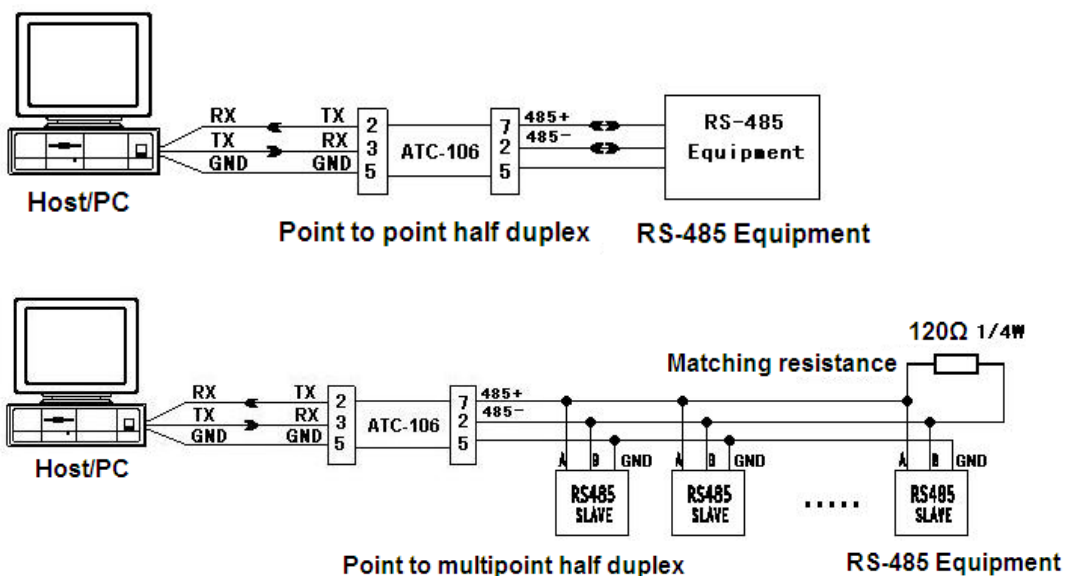 RX TX 2 7 485+
TX RX 3 ATC-106 2 485-
GND GND 5 5
RS-485
Equipment
Host/PC
Point to point half duplex RS-485 Equipment
120Ω 1/4W
Matching resistance
RX TX 2 7 485+
TX RX 3 ATC-106 2 485-
GND GND 5 5
Host/PC
A B GND A B GND A B GND
RS485 RS485 ..... RS485
SLAVE SLAVE SLAVE
Point to multipoint half duplex RS-485 Equipment